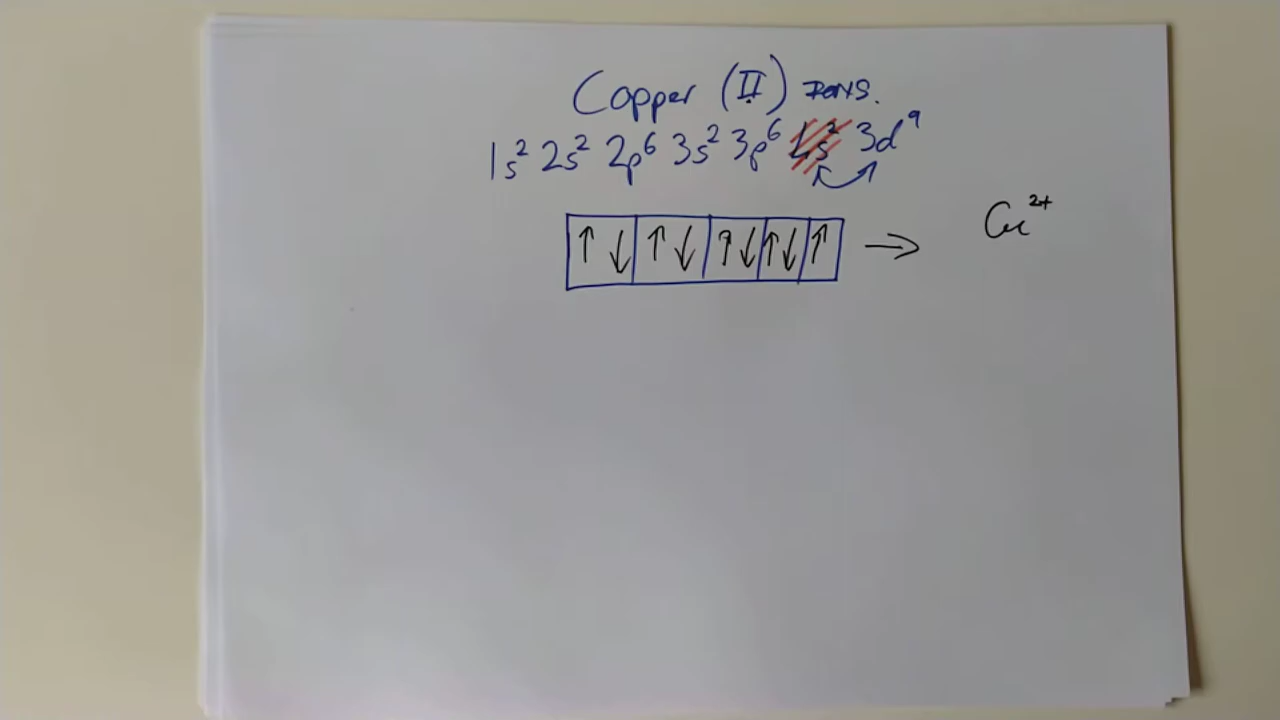 Copper (II) IONS.
1s² 2s² 2p⁶ 3s² 3p⁶ 4s² 3d⁹
↑↓ ↑↓ ↑↓ ↑↓ ↑ → Cu²⁺